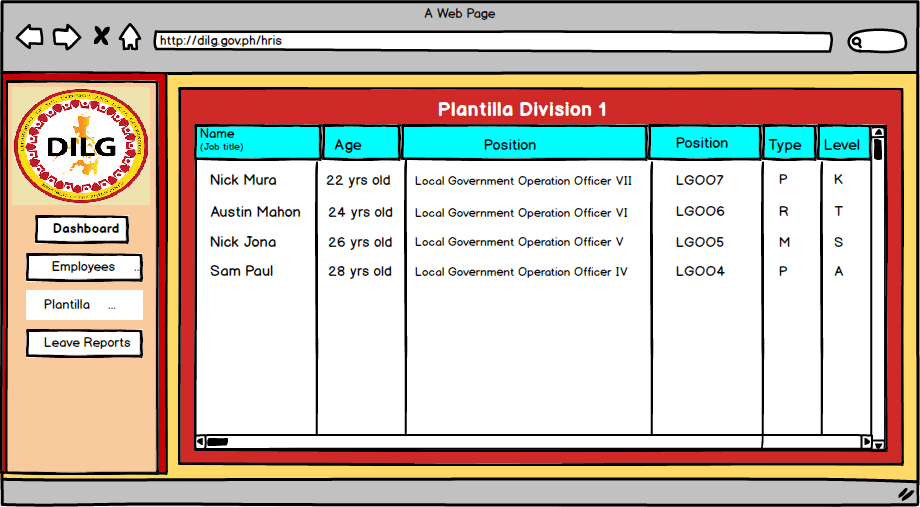 A Web Page
http://dilg.gov.ph/hris
DILG
Dashboard
Employees ...
Plantilla ...
Leave Reports
Plantilla Division 1
Name (Job title) Age Position Position Type Level
Nick Mura 22 yrs old Local Government Operation Officer VII LGOO7 P K
Austin Mahon 24 yrs old Local Government Operation Officer VI LGOO6 R T
Nick Jona 26 yrs old Local Government Operation Officer V LGOO5 M S
Sam Paul 28 yrs old Local Government Operation Officer IV LGOO4 P A